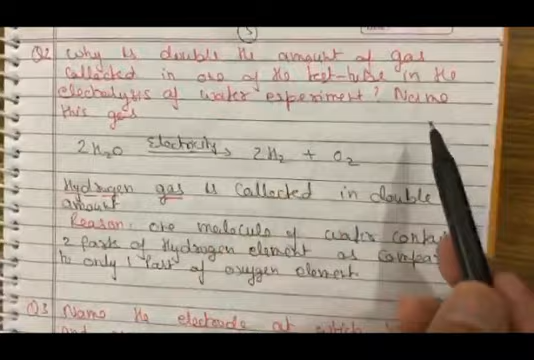 5
Q2 Why is double the amount of gas
collected in one of the test-tube in the
electrolysis of water experiment? Name
this gas
2H₂O Electricity→ 2H₂ + O₂
Hydrogen gas is collected in double
amount
Reason: one molecule of water contai
2 parts of Hydrogen element as compar
to only 1 part of oxygen element.
Q3 Name the electrode at which